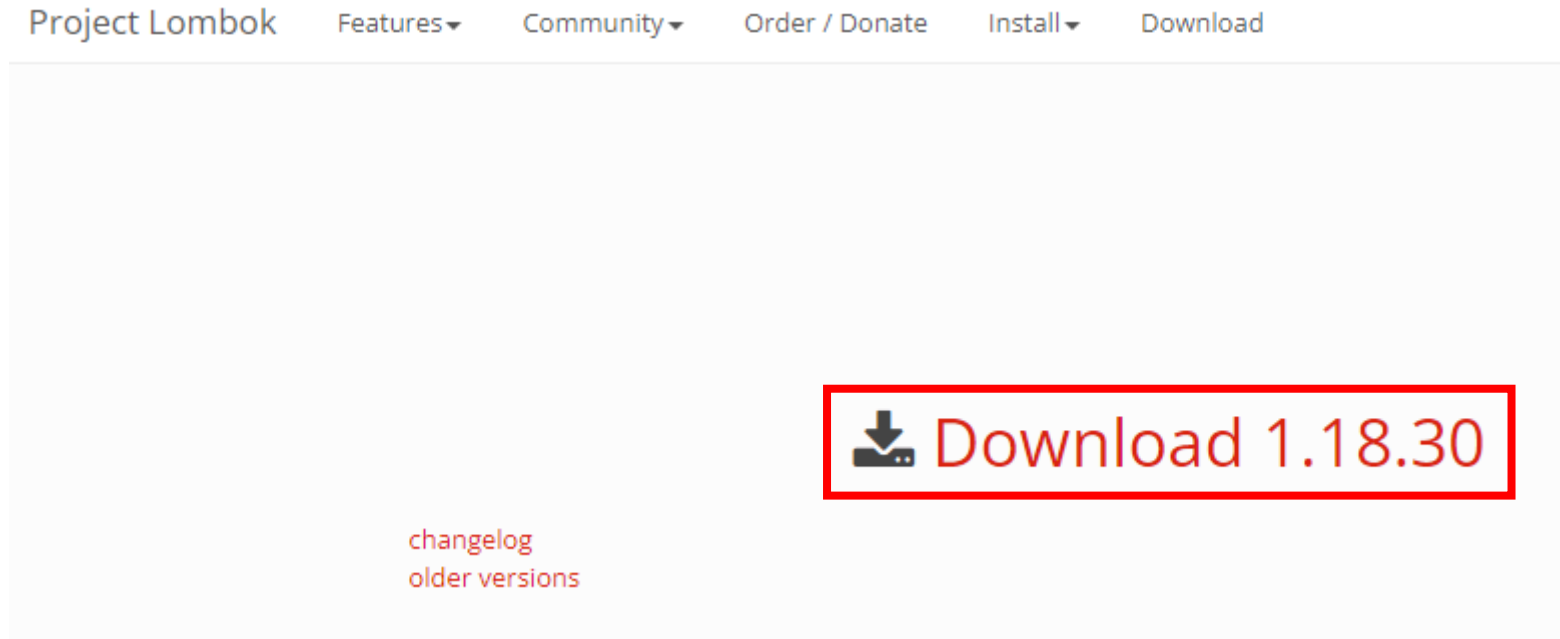 Project Lombok Features Community Order / Donate Install Download
Download 1.18.30
changelog
older versions